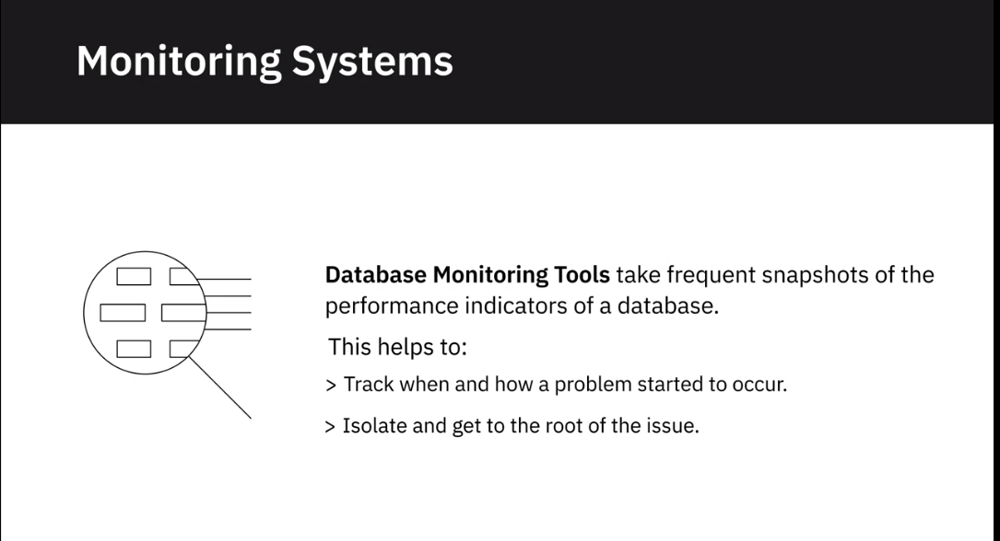 Monitoring Systems
Database Monitoring Tools take frequent snapshots of the
performance indicators of a database.
This helps to:
> Track when and how a problem started to occur.
> Isolate and get to the root of the issue.